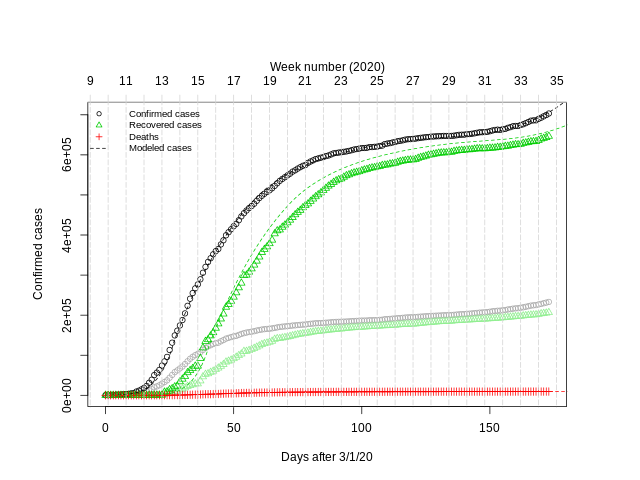 Week number (2020)
9 11 13 15 17 19 21 23 25 27 29 31 33 35
Confirmed cases
Recovered cases
Deaths
Modeled cases
Confirmed cases
6e+05
4e+05
2e+05
0e+00
0 50 100 150
Days after 3/1/20